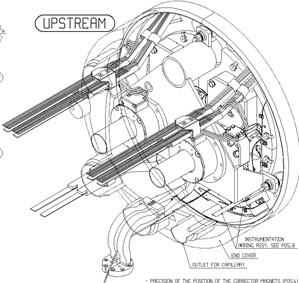 UPSTREAM
INSTRUMENTATION
(WIRING ASSY. SEE POS.3)
END COVER
OUTLET FOR CAPILLARY
- PRECISION OF THE POSITION OF THE CORRECTOR MAGNETS (POS.4)